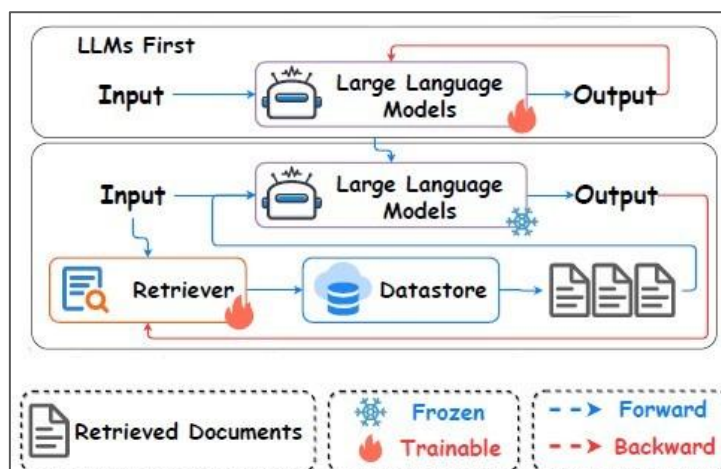 LLMs First
Input
Large Language
Models
Output
Input
Large Language
Models
Output
Retriever
Datastore
Retrieved Documents
Frozen
Trainable
Forward
Backward